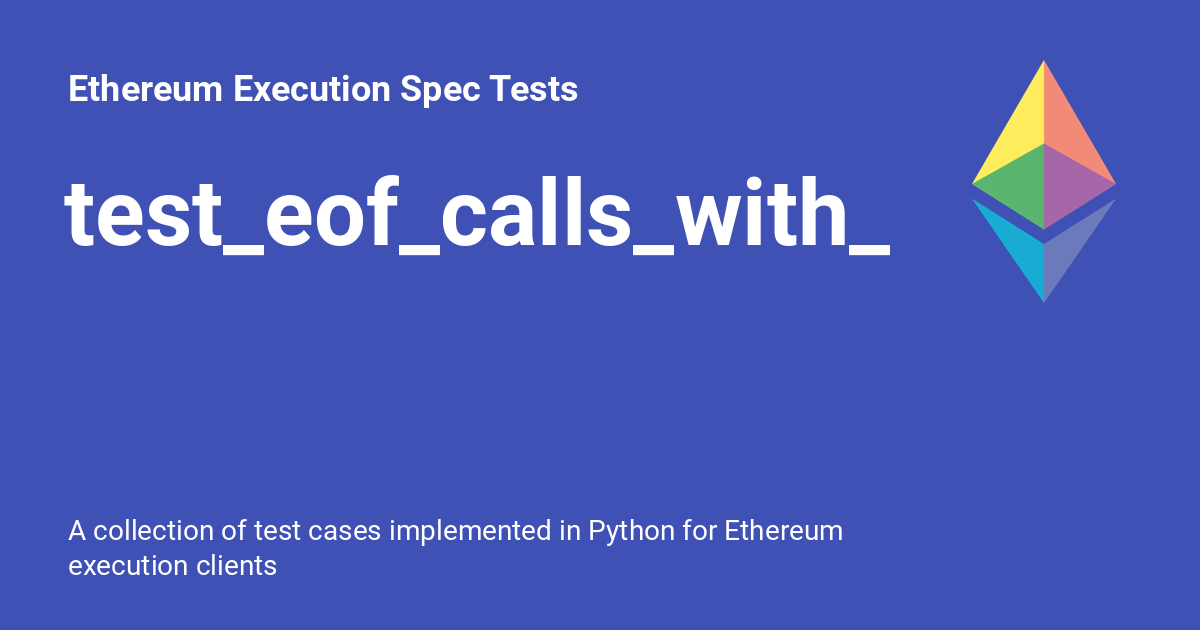 Ethereum Execution Spec Tests
test_eof_calls_with_
A collection of test cases implemented in Python for Ethereum
execution clients